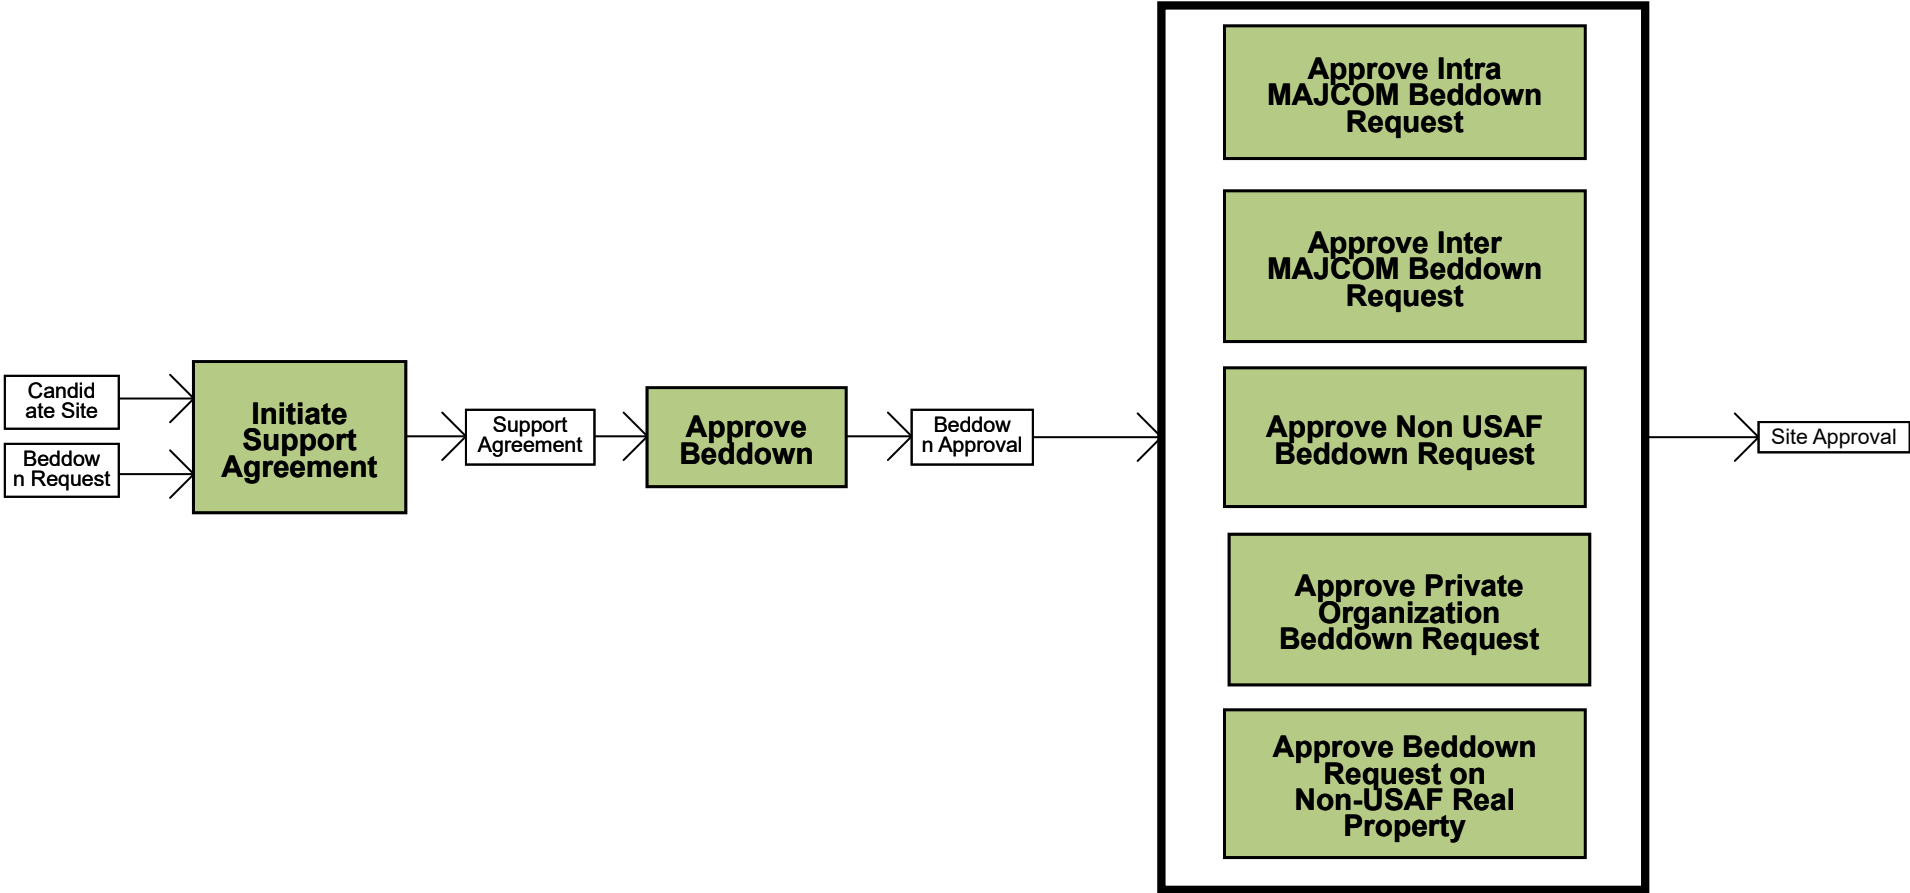 Candid
ate Site
Beddow
n Request
Initiate
Support
Agreement
Support
Agreement
Approve
Beddown
Beddow
n Approval
Approve Intra
MAJCOM Beddown
Request
Approve Inter
MAJCOM Beddown
Request
Approve Non USAF
Beddown Request
Approve Private
Organization
Beddown Request
Approve Beddown
Request on
Non-USAF Real
Property
Site Approval